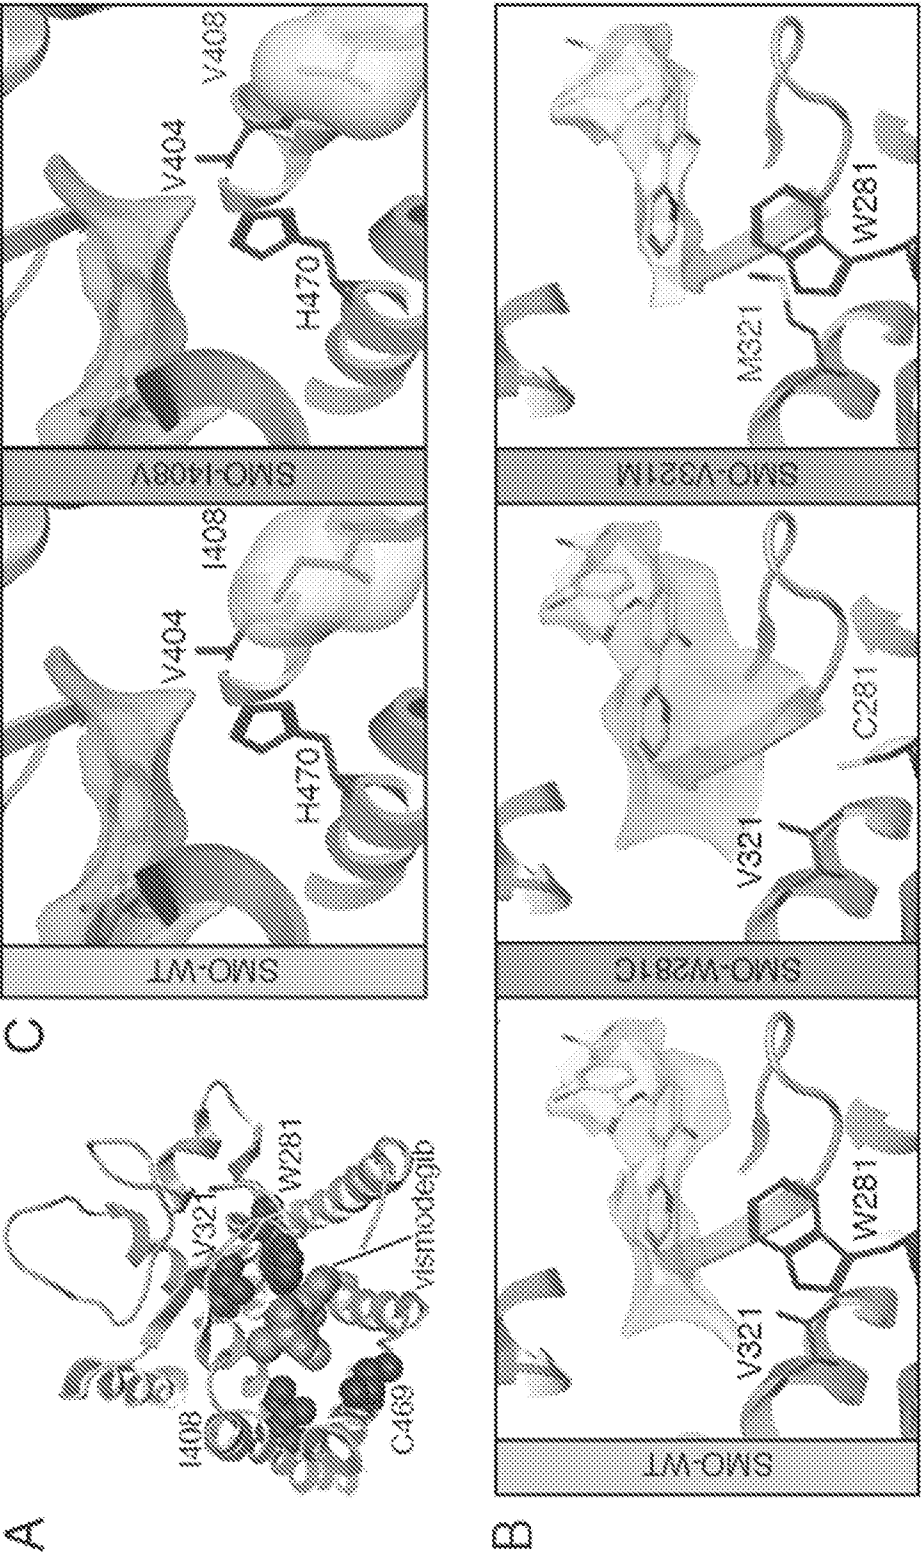 A
I408
V321
W281
C469
vismodegib
C
SMO-WT
V404
I408
H470
SMO-I408V
V404
V408
H470
B
SMO-WT
V321
W281
SMO-W281C
V321
C281
SMO-V321M
M321
W281